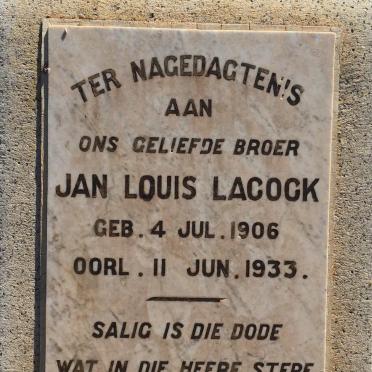 TER NAGEDAGTENIS
AAN
ONS GELIEFDE BROER
JAN LOUIS LACOCK
GEB. 4 JUL. 1906
OORL. 11 JUN. 1933.
SALIG IS DIE DODE
WAT IN DIE HEERE STERF